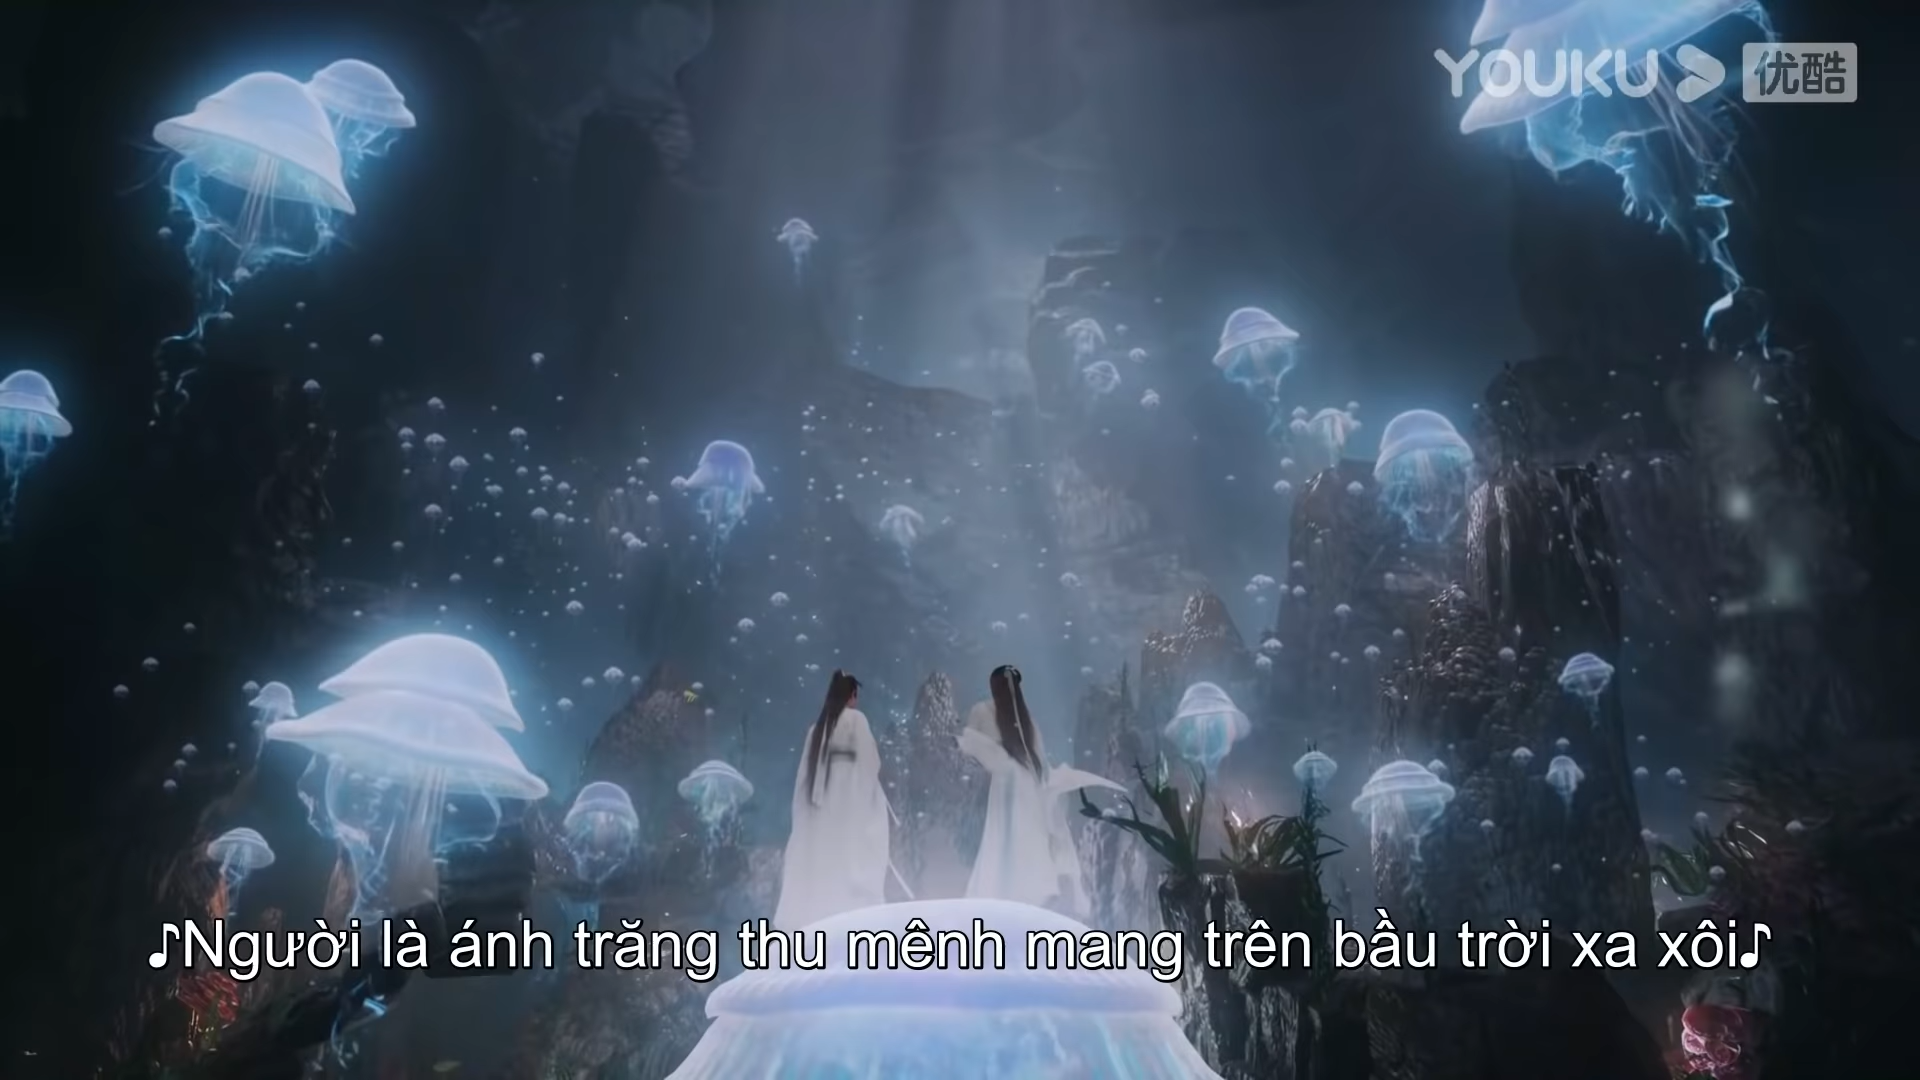 YOUKU 优酷
♪Người là ánh trăng thu mênh mang trên bầu trời xa xôi♪